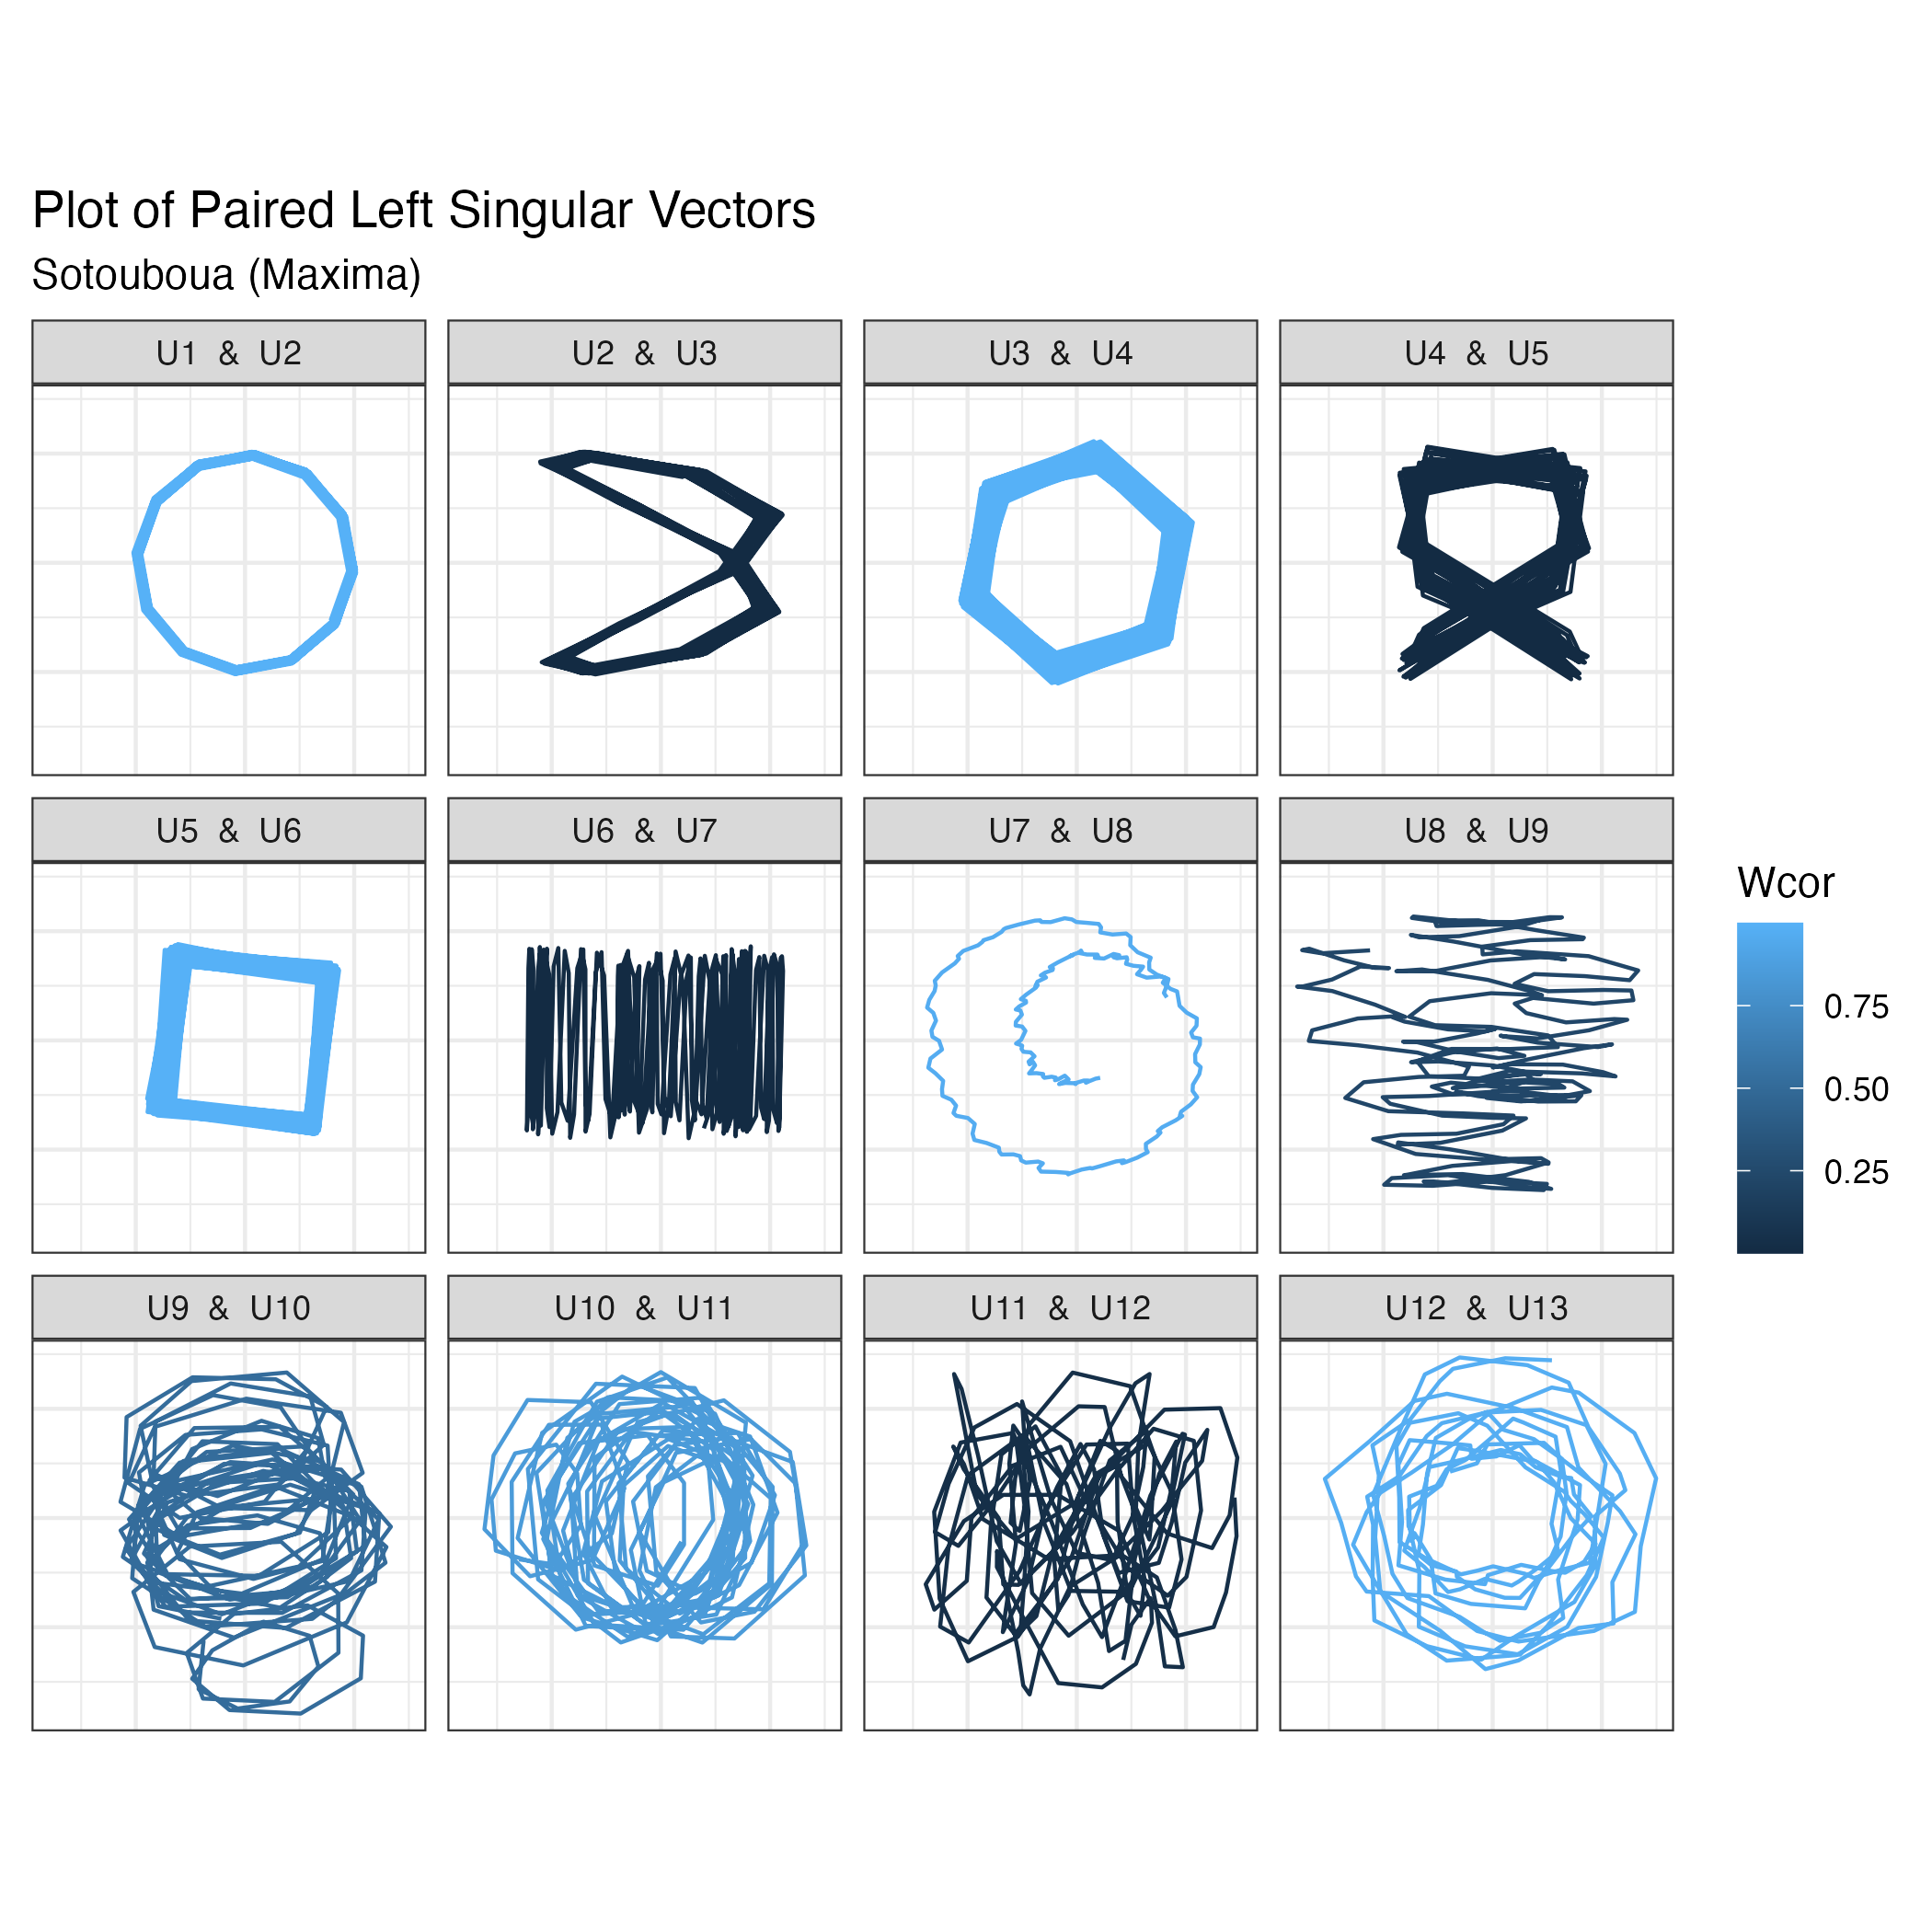 Plot of Paired Left Singular Vectors
Sotouboua (Maxima)
U1 & U2
U2 & U3
U3 & U4
U4 & U5
U5 & U6
U6 & U7
U7 & U8
U8 & U9
U9 & U10
U10 & U11
U11 & U12
U12 & U13
Wcor
0.75
0.50
0.25